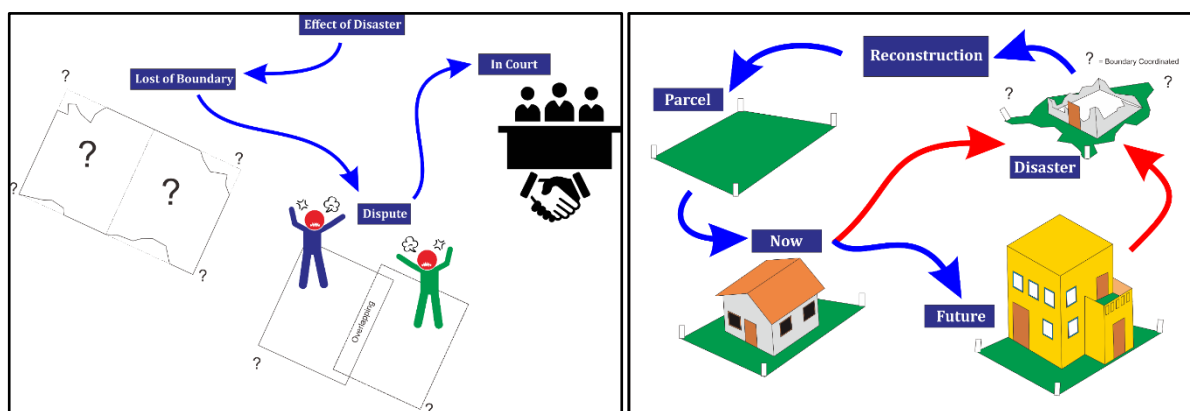 Effect of Disaster
Lost of Boundary
In Court
?
?
?
?
?
?
Dispute
Overlapping
?
?
Reconstruction
Parcel
? = Boundary Coordinated
?
?
Disaster
Now
Future